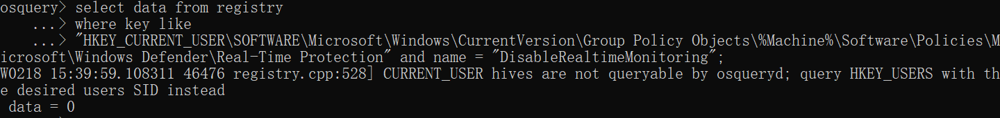 osquery> select data from registry
    ...> where key like
    ...> "HKEY_CURRENT_USER\SOFTWARE\Microsoft\Windows\CurrentVersion\Group Policy Objects\%Machine%\Software\Policies\M
icrosoft\Windows Defender\Real-Time Protection" and name = "DisableRealtimeMonitoring";
W0218 15:39:59.108311 46476 registry.cpp:528] CURRENT_USER hives are not queryable by osqueryd; query HKEY_USERS with th
e desired users SID instead
 data = 0